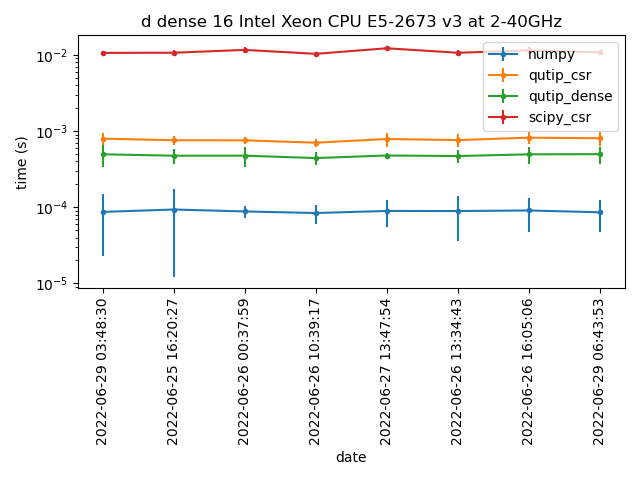 d dense 16 Intel Xeon CPU E5-2673 v3 at 2-40GHz
numpy
qutip_csr
qutip_dense
scipy_csr
time (s)
10^-2
10^-3
10^-4
10^-5
2022-06-29 03:48:30
2022-06-25 16:20:27
2022-06-26 00:37:59
2022-06-26 10:39:17
2022-06-27 13:47:54
2022-06-26 13:34:43
2022-06-26 16:05:06
2022-06-29 06:43:53
date